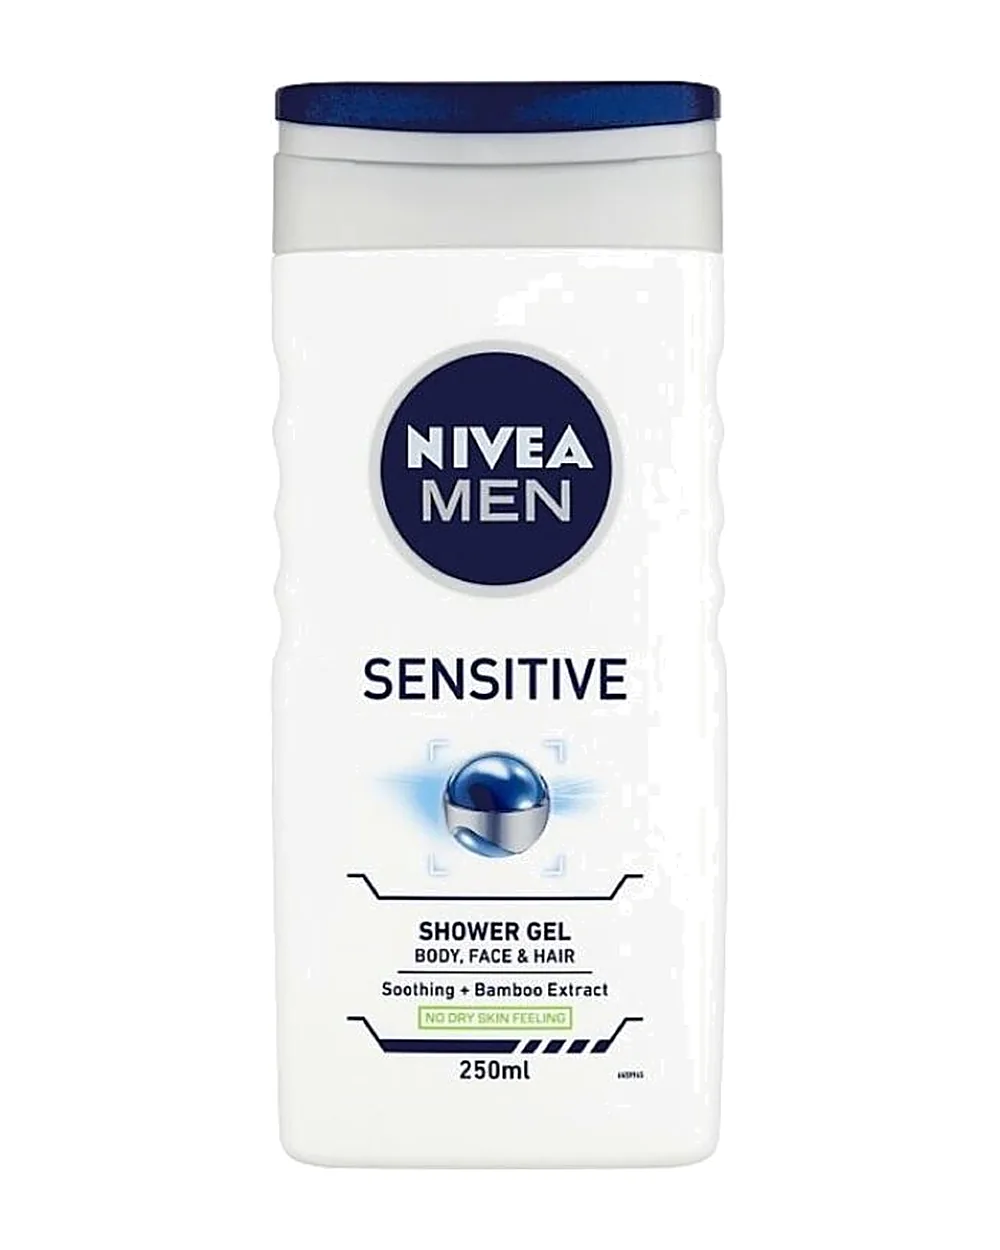 NIVEA
MEN
SENSITIVE
SHOWER GEL
BODY, FACE & HAIR
Soothing + Bamboo Extract
NO DRY SKIN FEELING
250ml